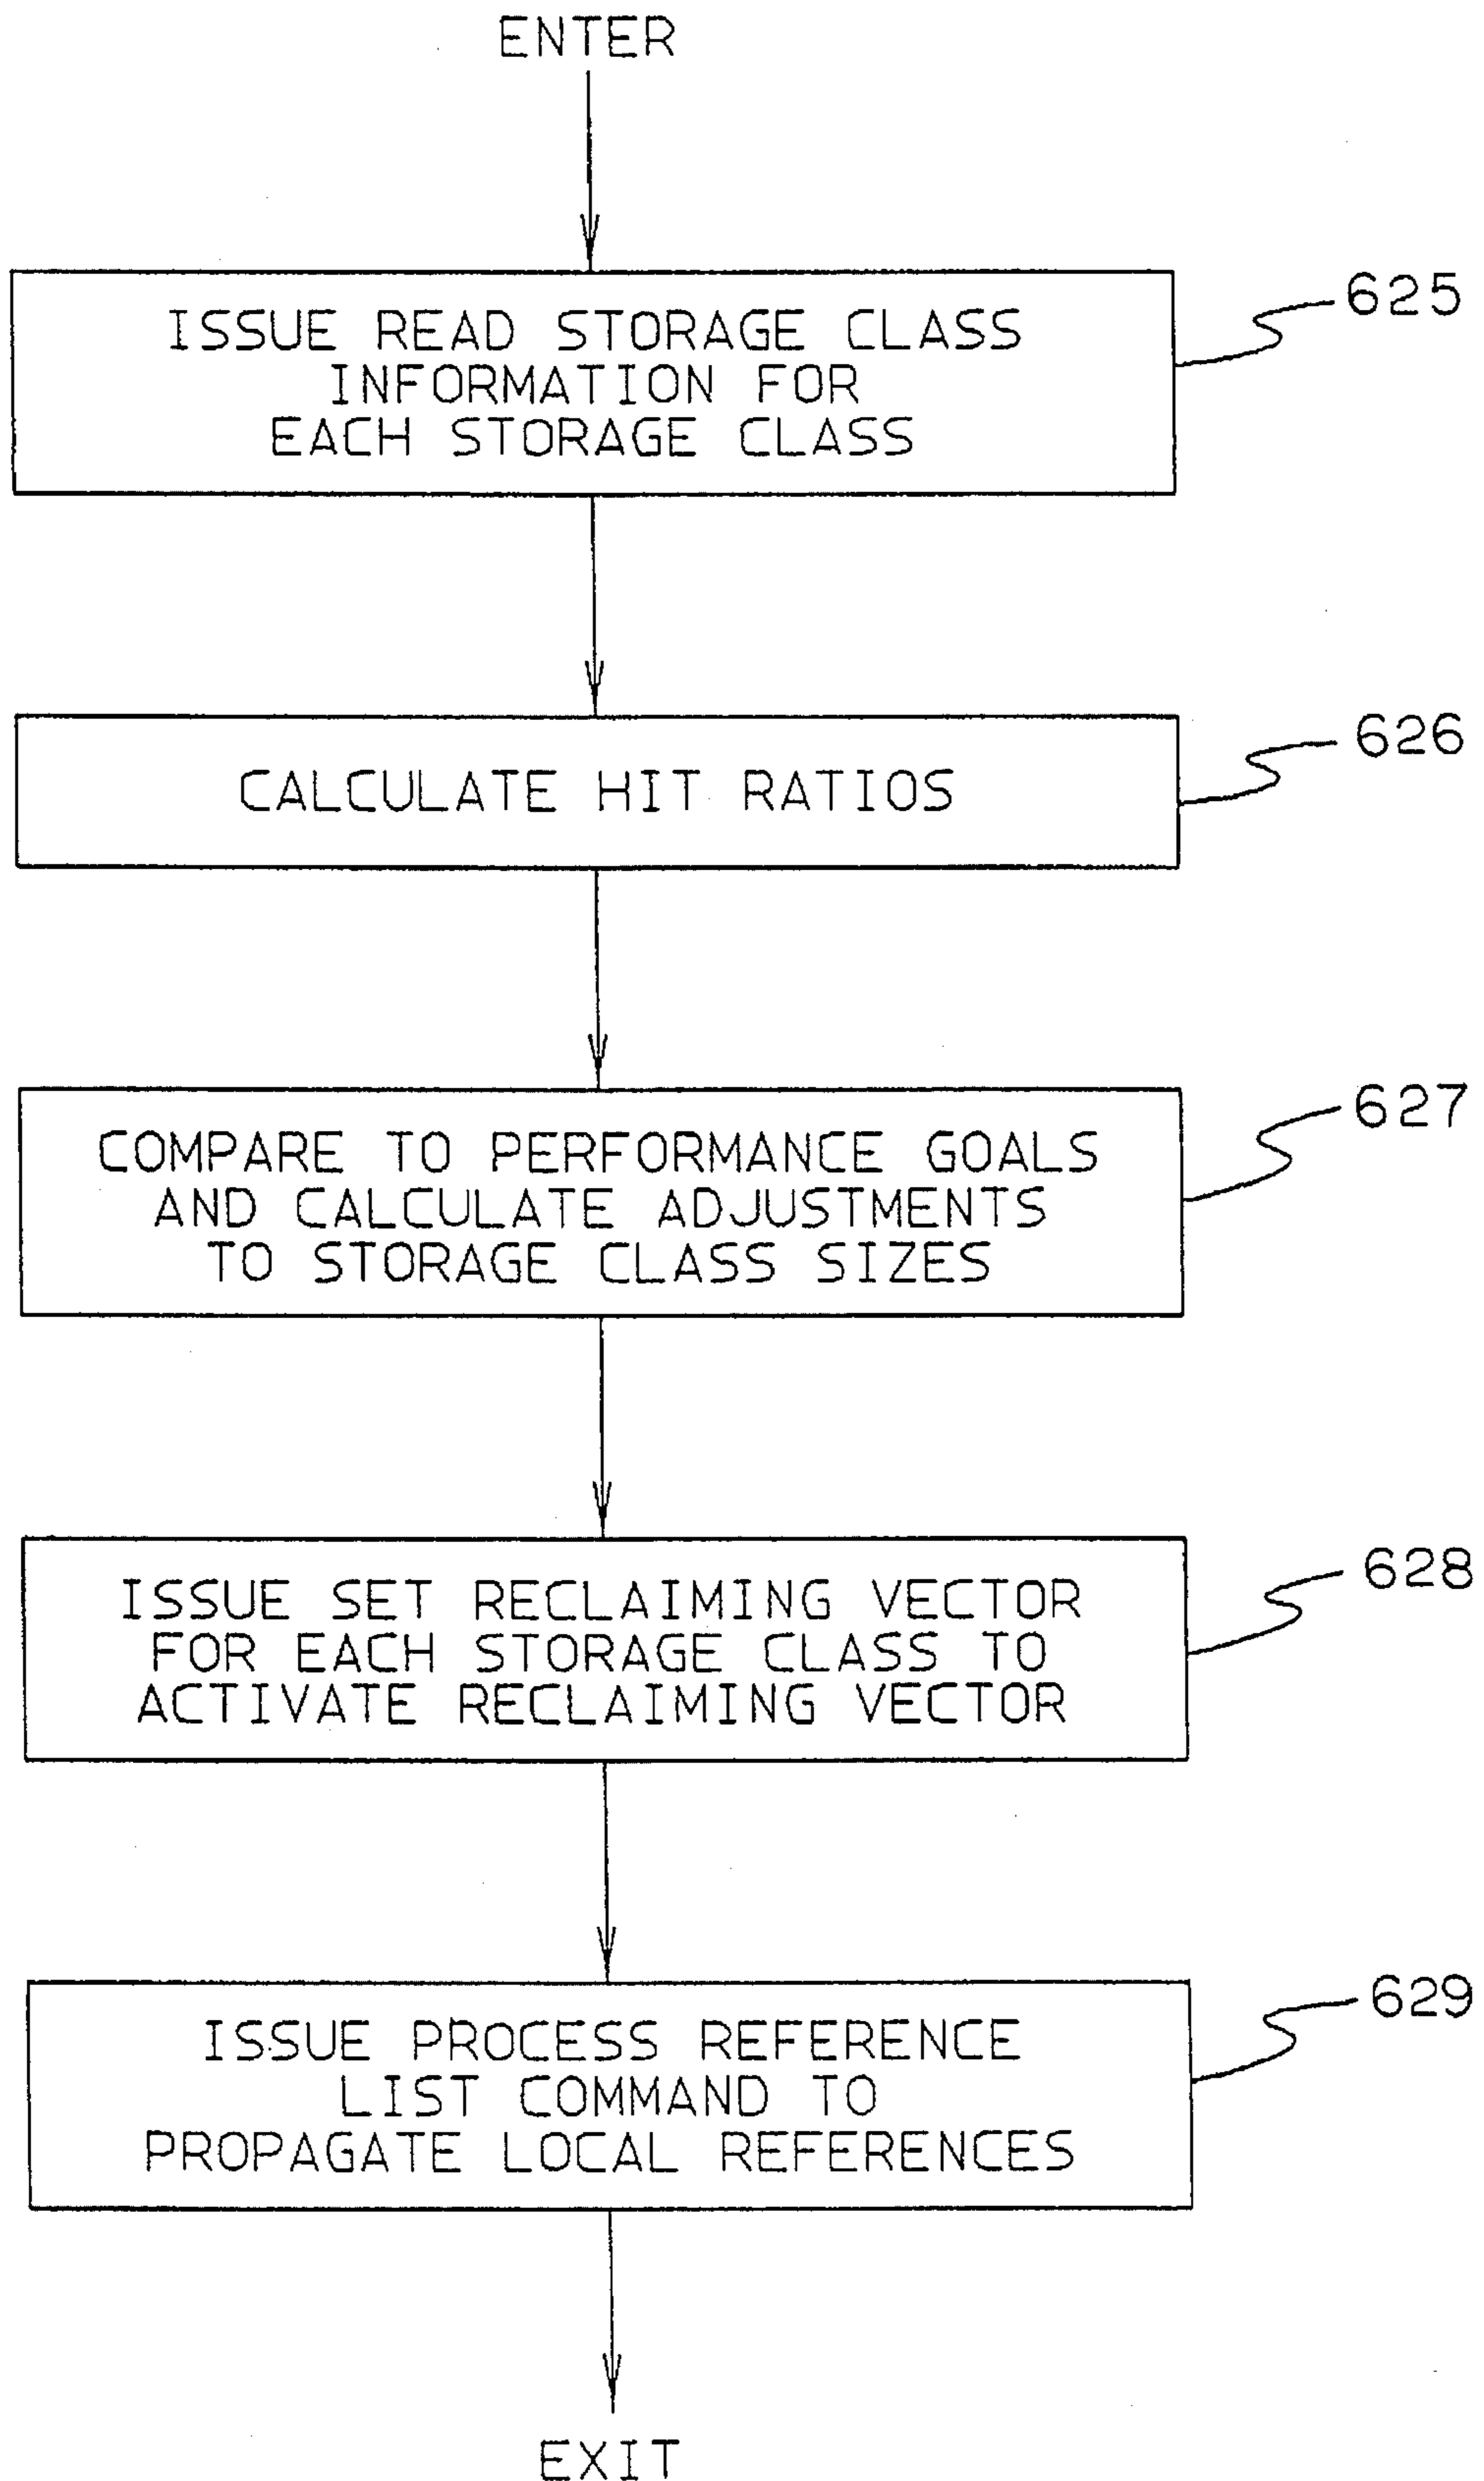 ENTER
ISSUE READ STORAGE CLASS
INFORMATION FOR
EACH STORAGE CLASS
625
CALCULATE HIT RATIOS
626
COMPARE TO PERFORMANCE GOALS
AND CALCULATE ADJUSTMENTS
TO STORAGE CLASS SIZES
627
ISSUE SET RECLAIMING VECTOR
FOR EACH STORAGE CLASS TO
ACTIVATE RECLAIMING VECTOR
628
ISSUE PROCESS REFERENCE
LIST COMMAND TO
PROPAGATE LOCAL REFERENCES
629
EXIT